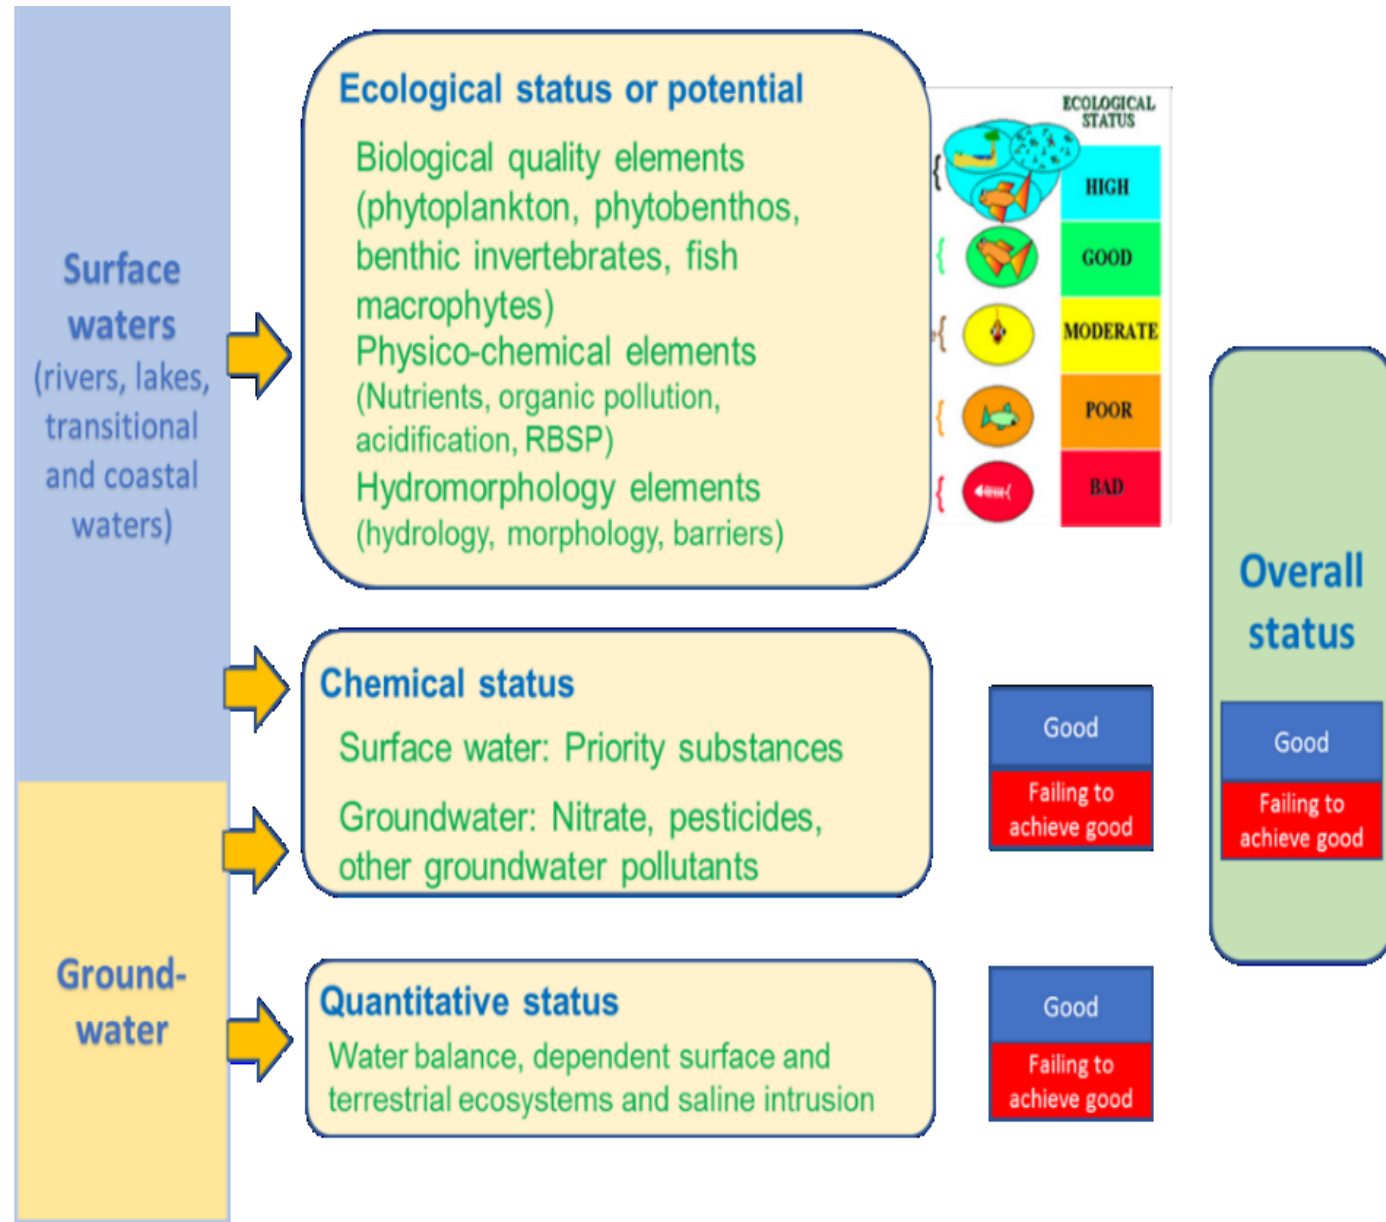 Surface
waters
(rivers, lakes,
transitional
and coastal
waters)
Ground-
water
Ecological status or potential
Biological quality elements
(phytoplankton, phytobenthos,
benthic invertebrates, fish
macrophytes)
Physico-chemical elements
(Nutrients, organic pollution,
acidification, RBSP)
Hydromorphology elements
(hydrology, morphology, barriers)
ECOLOGICAL
STATUS
HIGH
GOOD
MODERATE
POOR
BAD
Chemical status
Surface water: Priority substances
Groundwater: Nitrate, pesticides,
other groundwater pollutants
Good
Failing to
achieve good
Quantitative status
Water balance, dependent surface and
terrestrial ecosystems and saline intrusion
Good
Failing to
achieve good
Overall
status
Good
Failing to
achieve good